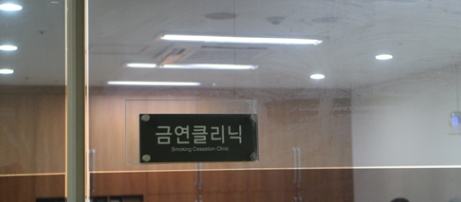 금연클리닉
Smoking Cessation Clinic